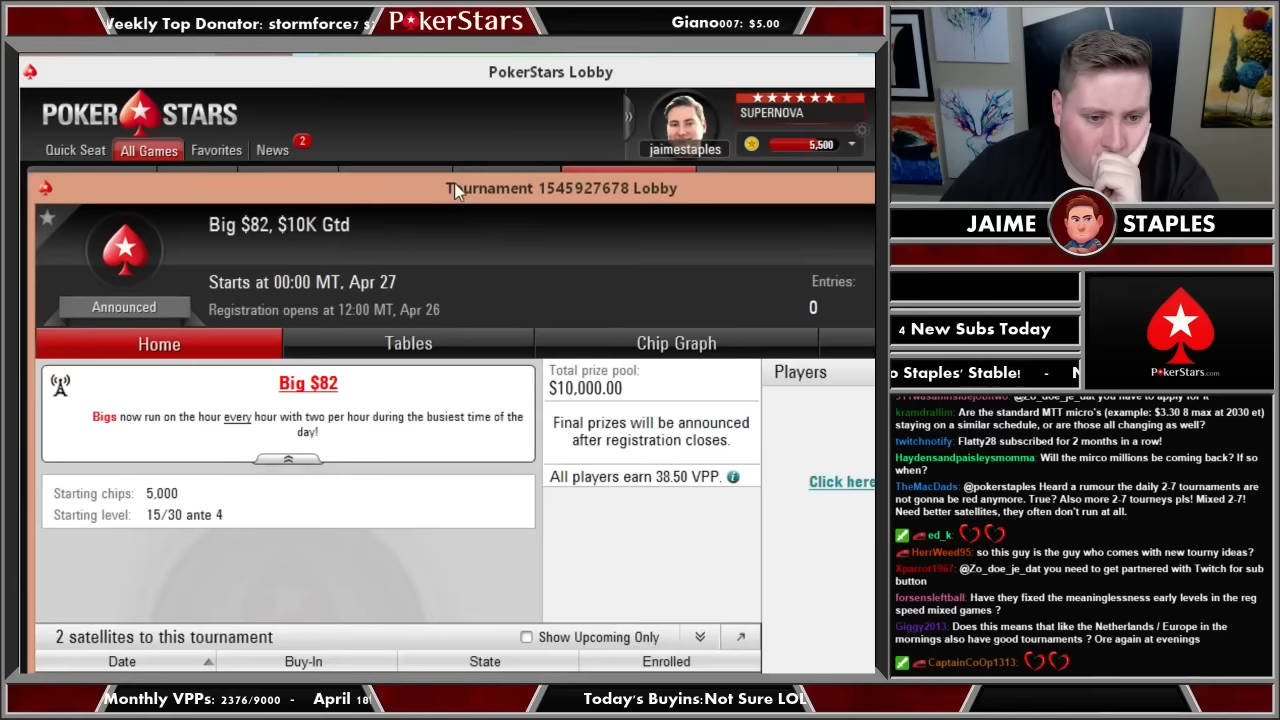 Weekly Top Donator: stormforce7
PokerStars
Giano007: $5.00
PokerStars Lobby
POKER STARS
SUPERNOVA
Quick Seat All Games Favorites News 2
jaimestaples
5,500
Tournament 1545927678 Lobby
Big $82, $10K Gtd
Starts at 00:00 MT, Apr 27
Entries:
Announced
Registration opens at 12:00 MT, Apr 26
0
Home Tables Chip Graph
Big $82
Bigs now run on the hour every hour with two per hour during the busiest time of the
day!
Total prize pool:
$10,000.00
Final prizes will be announced
after registration closes.
All players earn 38.50 VPP.
Players
Click here
Starting chips: 5,000
Starting level: 15/30 ante 4
2 satellites to this tournament
Show Upcoming Only
Date Buy-In State Enrolled
JAIME STAPLES
4 New Subs Today
o Staples' Stable! -
PokerStars.com
@Zo_doe_je_dat you have to apply for it
kramdrallim: Are the standard MTT micro's (example: $3.30 8 max at 2030 et)
staying on a similar schedule, or are those all changing as well?
twitchnotify: Flatty28 subscribed for 2 months in a row!
Haydensandpaisleysmomma: Will the mirco millions be coming back? If so
when?
TheMacDads: @pokerstaples Heard a rumour the daily 2-7 tournaments are
not gonna be red anymore. True? Also more 2-7 tourneys pls! Mixed 2-7!
Need better satellites, they often don't run at all.
ed_k:
HerrWeed95: so this guy is the guy who comes with new tourny ideas?
Xparrot1967: @Zo_doe_je_dat you need to get partnered with Twitch for sub
button
forsensleftball: Have they fixed the meaninglessness early levels in the reg
speed mixed games ?
Giggy2013: Does this means that like the Netherlands / Europe in the
mornings also have good tournaments ? Ore again at evenings
CaptainCoOp1313:
Monthly VPPs: 2376/9000 - April 18
Today's Buyins:Not Sure LOL